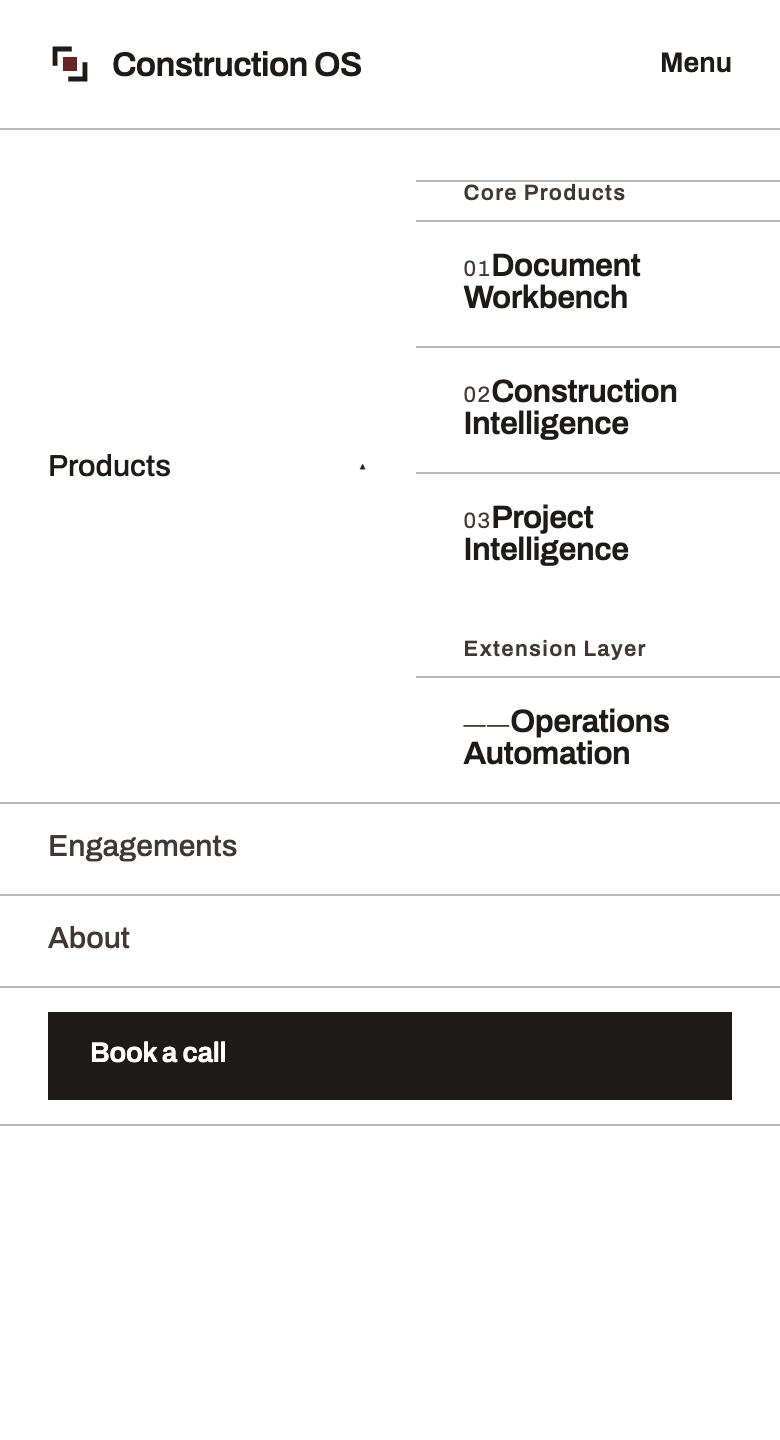 Construction OS
Menu
Core Products
01Document
Workbench
02Construction
Intelligence
Products ▴
03Project
Intelligence
Extension Layer
——Operations
Automation
Engagements
About
Book a call